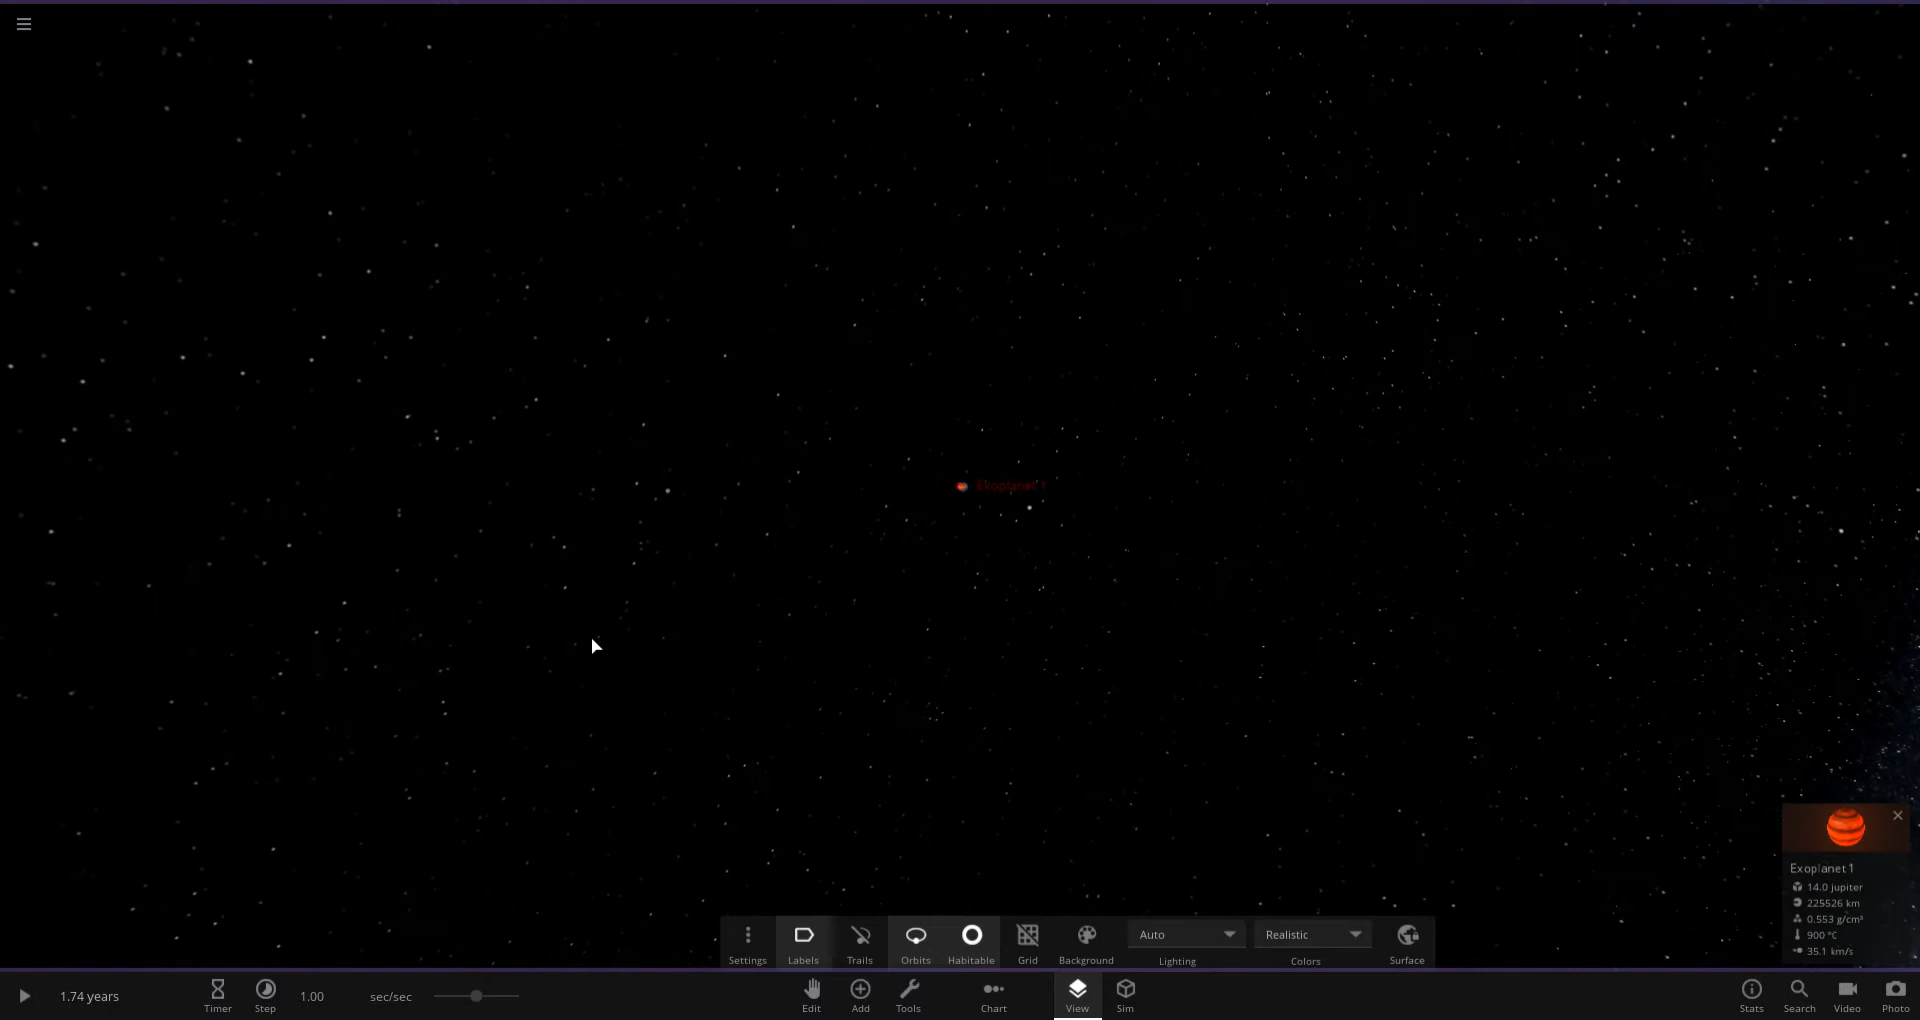 Exoplanet 1
Exoplanet 1
14.0 jupiter
225526 km
0.553 g/cm³
900 °C
35.1 km/s
Auto
Realistic
Settings
Labels
Trails
Orbits
Habitable
Grid
Background
Lighting
Colors
Surface
1.74 years
Timer
Step
1.00
sec/sec
Edit
Add
Tools
Chart
View
Sim
Stats
Search
Video
Photo